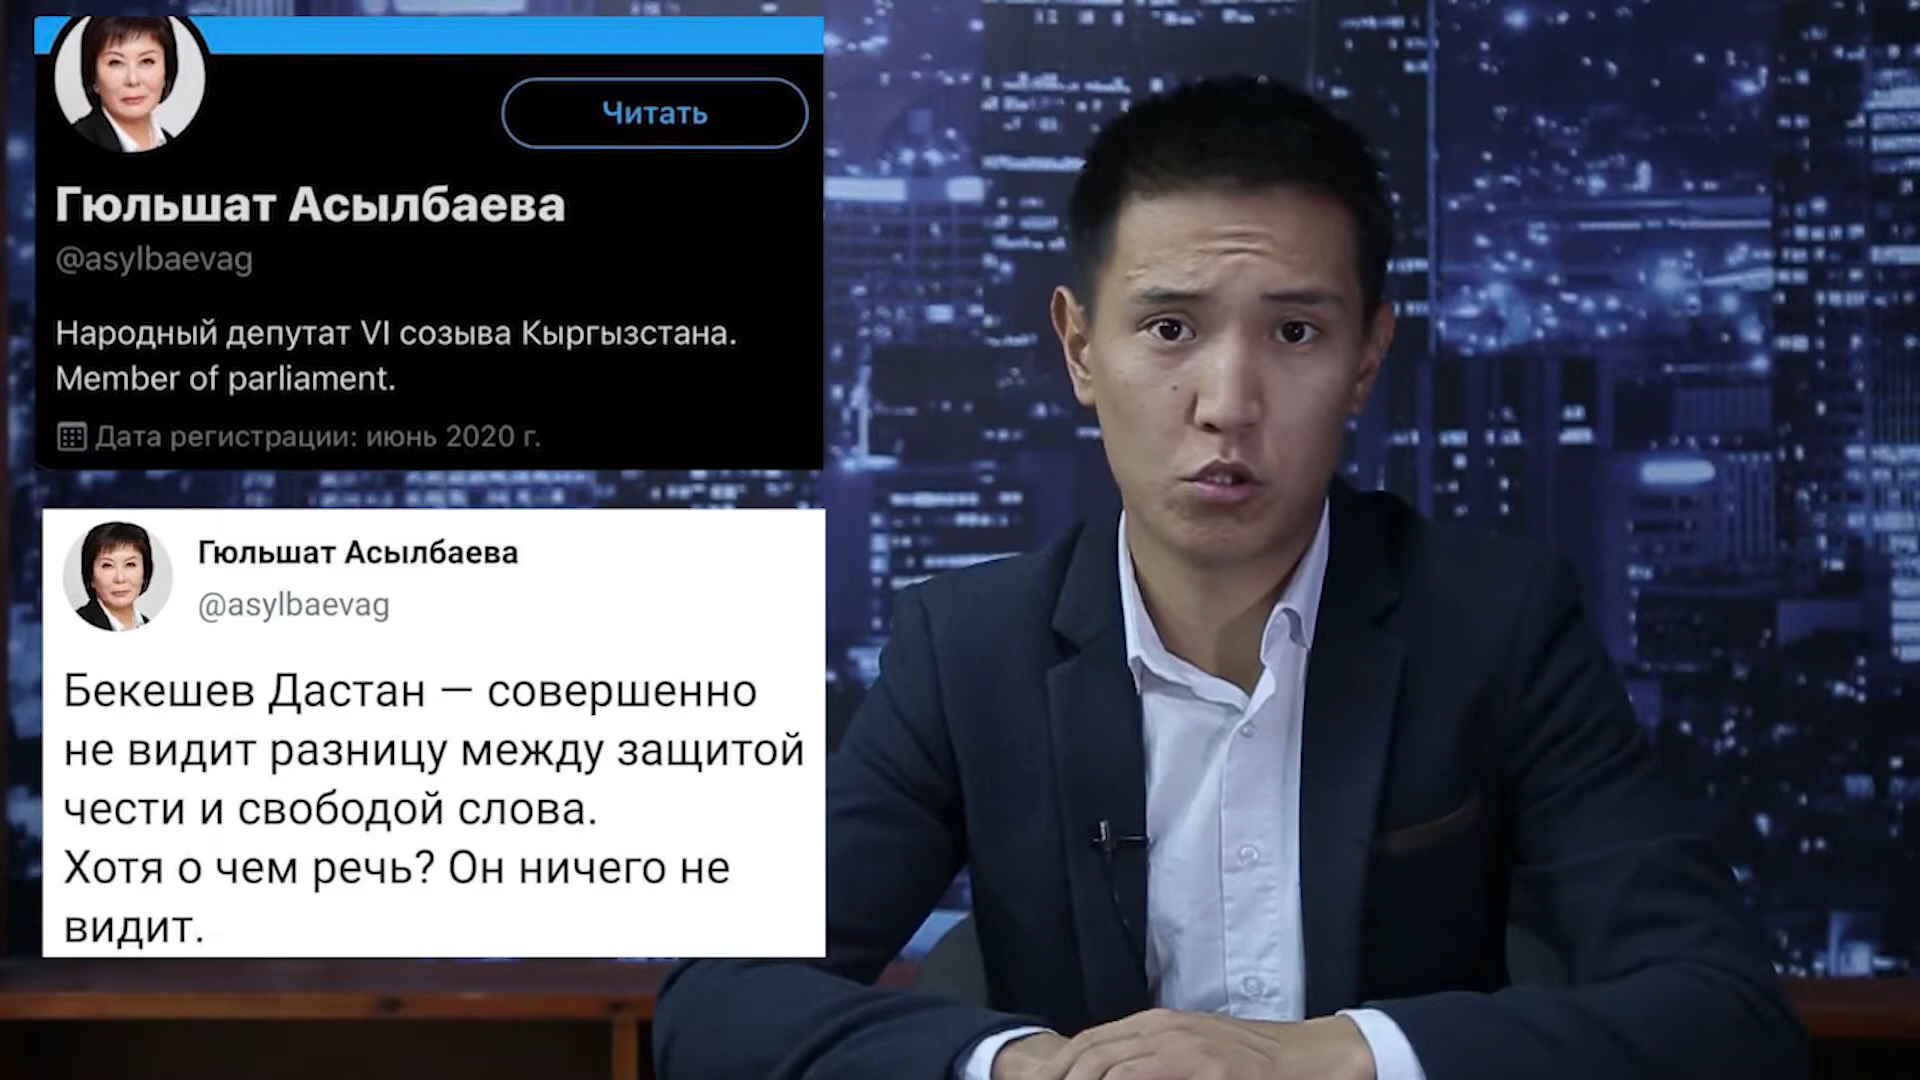 Читать
Гюльшат Асылбаева
@asylbaevag
Народный депутат VI созыва Кыргызстана.
Member of parliament.
Дата регистрации: июнь 2020 г.
Гюльшат Асылбаева
@asylbaevag
Бекешев Дастан — совершенно
не видит разницу между защитой
чести и свободой слова.
Хотя о чем речь? Он ничего не
видит.